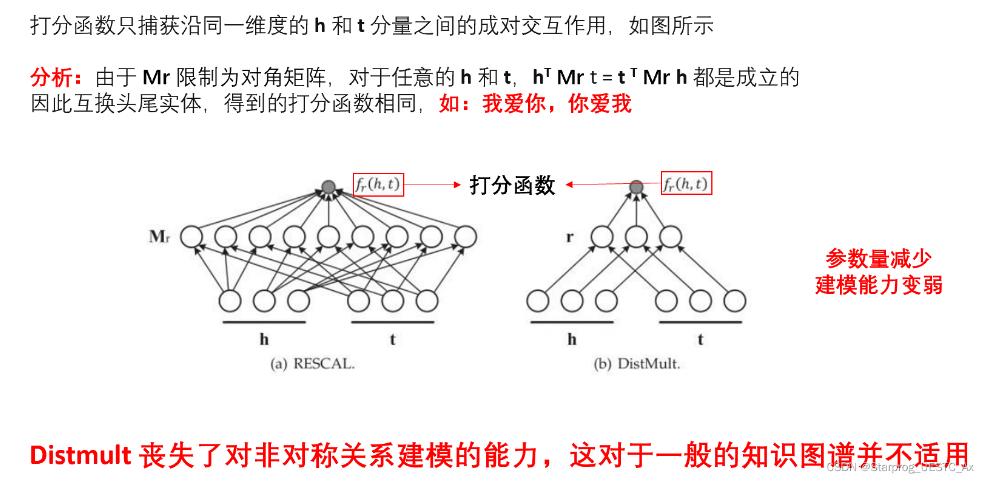 打分函数只捕获沿同一维度的 h 和 t 分量之间的成对交互作用，如图所示
分析：由于 Mr 限制为对角矩阵，对于任意的 h 和 t，hᵀ Mr t = t ᵀ Mr h 都是成立的
因此互换头尾实体，得到的打分函数相同，如：我爱你，你爱我
fr(h,t) 打分函数 fr(h,t)
Mr r
参数量减少
建模能力变弱
h t h t
(a) RESCAL. (b) DistMult.
Distmult 丧失了对非对称关系建模的能力，这对于一般的知识图谱并不适用
CSDN @Starprog_UESTC_Ax